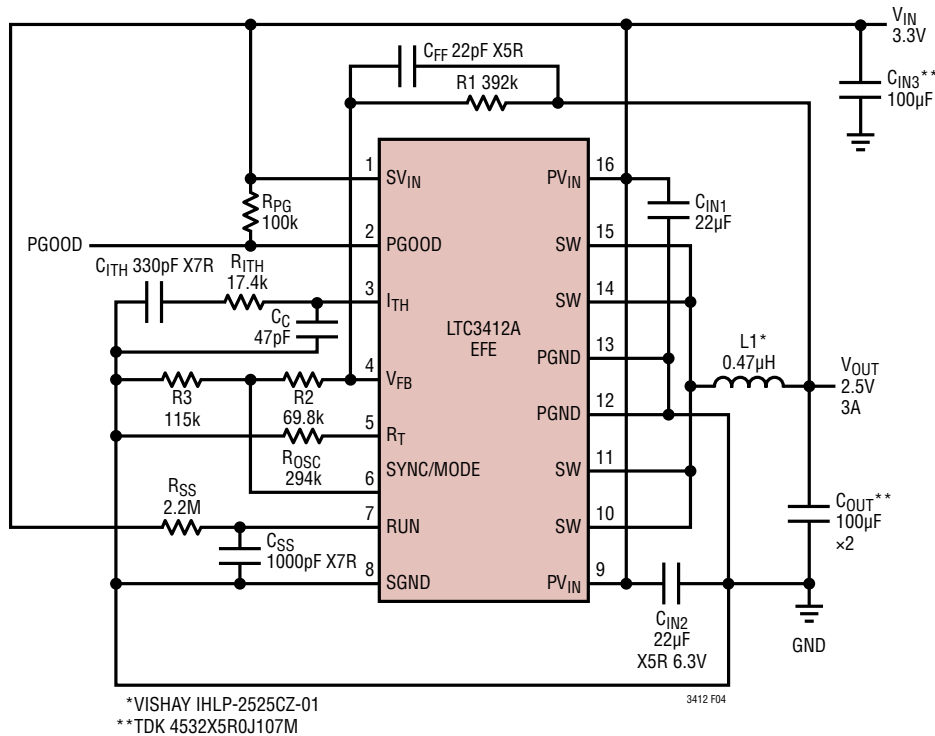 VIN
3.3V
CFF 22pF X5R
R1 392k
CIN3**
100µF
1
SVIN
PVIN
16
RPG
100k
CIN1
22µF
PGOOD
2
PGOOD
SW
15
CITH 330pF X7R
RITH
17.4k
3
ITH
SW
14
CC
47pF
LTC3412A
EFE
PGND
13
L1*
0.47µH
VOUT
2.5V
3A
4
VFB
R3
115k
R2
69.8k
PGND
12
5
RT
ROSC
294k
SW
11
6
SYNC/MODE
RSS
2.2M
7
RUN
SW
10
COUT**
100µF
×2
CSS
1000pF X7R
8
SGND
PVIN
9
CIN2
22µF
X5R 6.3V
GND
3412 F04
*VISHAY IHLP-2525CZ-01
**TDK 4532X5R0J107M